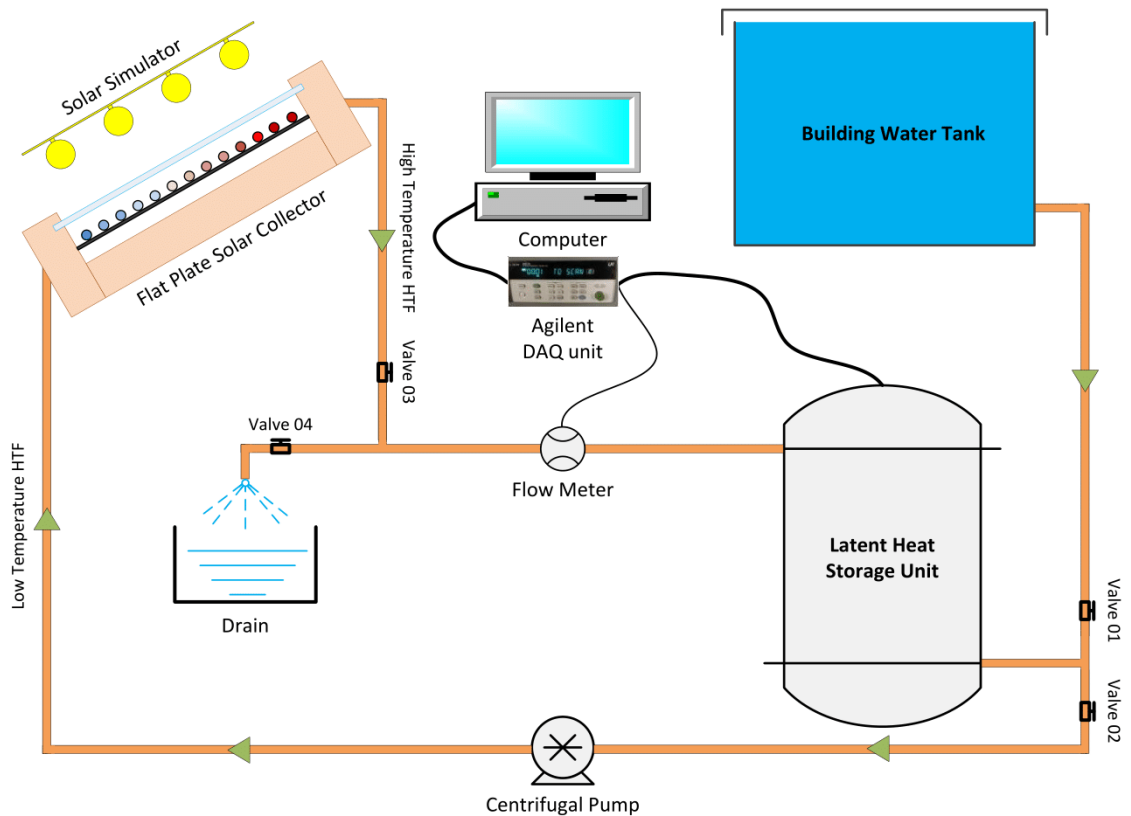 Solar Simulator
Flat Plate Solar Collector
High Temperature HTF
Computer
Building Water Tank
Agilent
DAQ unit
Valve 03
Valve 04
Flow Meter
Low Temperature HTF
Drain
Latent Heat
Storage Unit
Valve 01
Valve 02
Centrifugal Pump